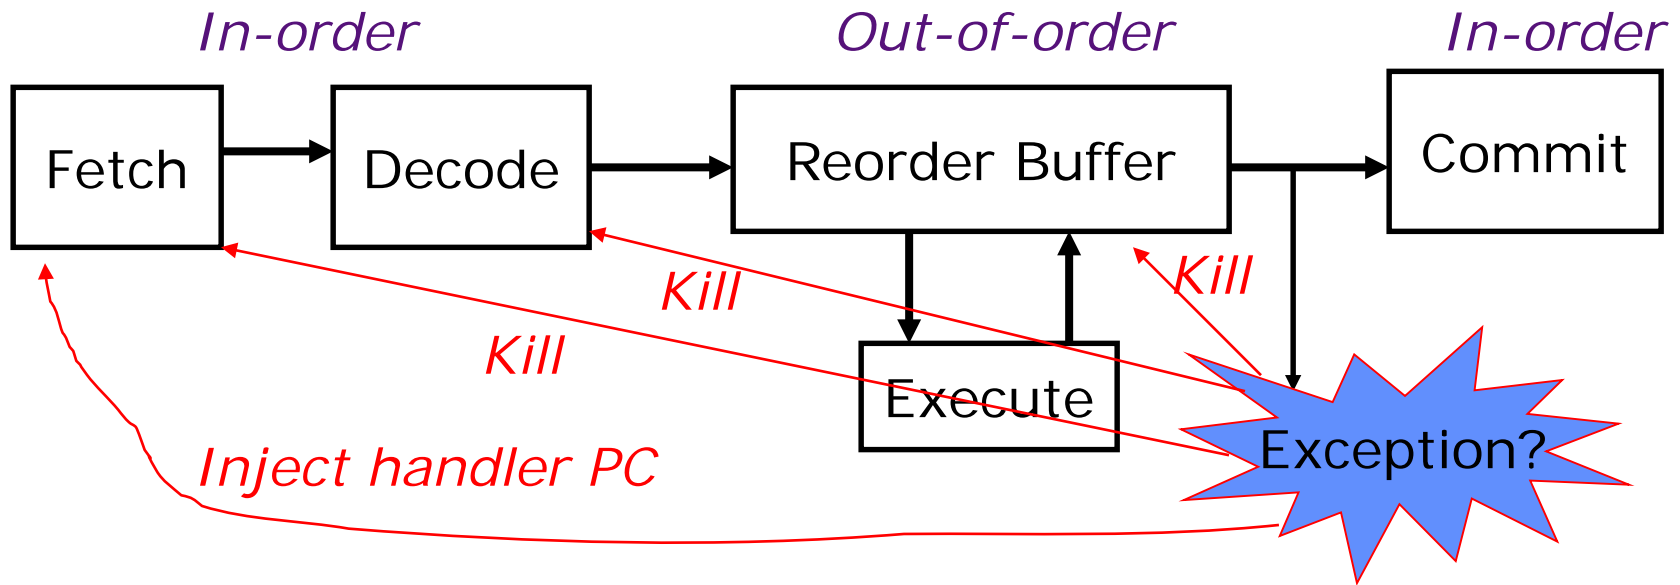 In-order
Out-of-order
In-order
Fetch
Decode
Reorder Buffer
Commit
Kill
Kill
Kill
Execute
Inject handler PC
Exception?